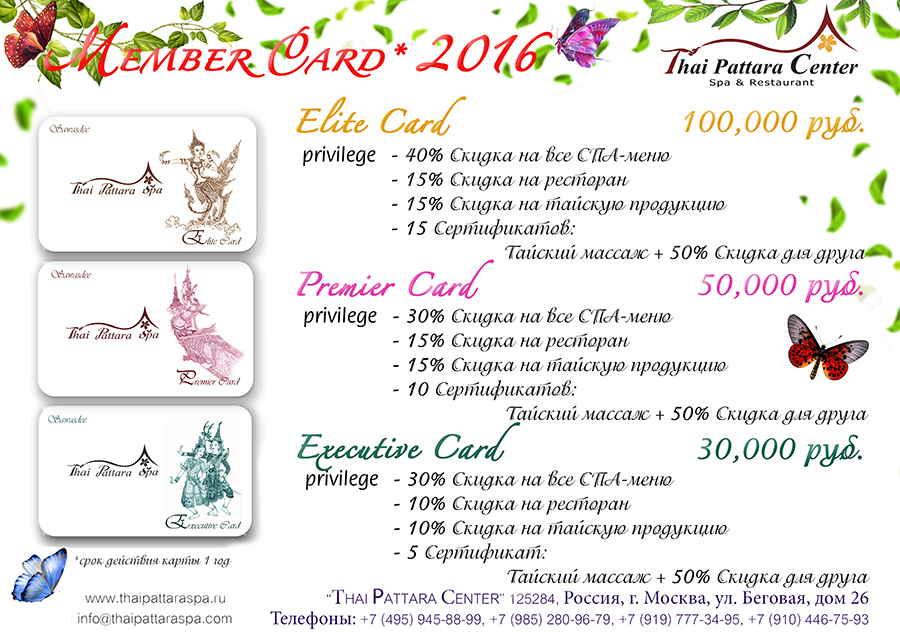 MEMBER CARD* 2016
Thai Pattara Center
Spa & Restaurant
Sawasdee
Thai Pattara Spa
Elite Card
Sawasdee
Thai Pattara Spa
Premier Card
Sawasdee
Thai Pattara Spa
Executive Card
*срок действия карты 1 год
www.thaipattaraspa.ru
info@thaipattaraspa.com
Elite Card 100,000 руб.
privilege - 40% Скидка на все СПА-меню
- 15% Скидка на ресторан
- 15% Скидка на тайскую продукцию
- 15 Сертификатов:
Тайский массаж + 50% Скидка для друга
Premier Card 50,000 руб.
privilege - 30% Скидка на все СПА-меню
- 15% Скидка на ресторан
- 15% Скидка на тайскую продукцию
- 10 Сертификатов:
Тайский массаж + 50% Скидка для друга
Executive Card 30,000 руб.
privilege - 30% Скидка на все СПА-меню
- 10% Скидка на ресторан
- 10% Скидка на тайскую продукцию
- 5 Сертификат:
Тайский массаж + 50% Скидка для друга
"THAI PATTARA CENTER" 125284, Россия, г. Москва, ул. Беговая, дом 26
Телефоны: +7 (495) 945-88-99, +7 (985) 280-96-79, +7 (919) 777-34-95, +7 (910) 446-75-93